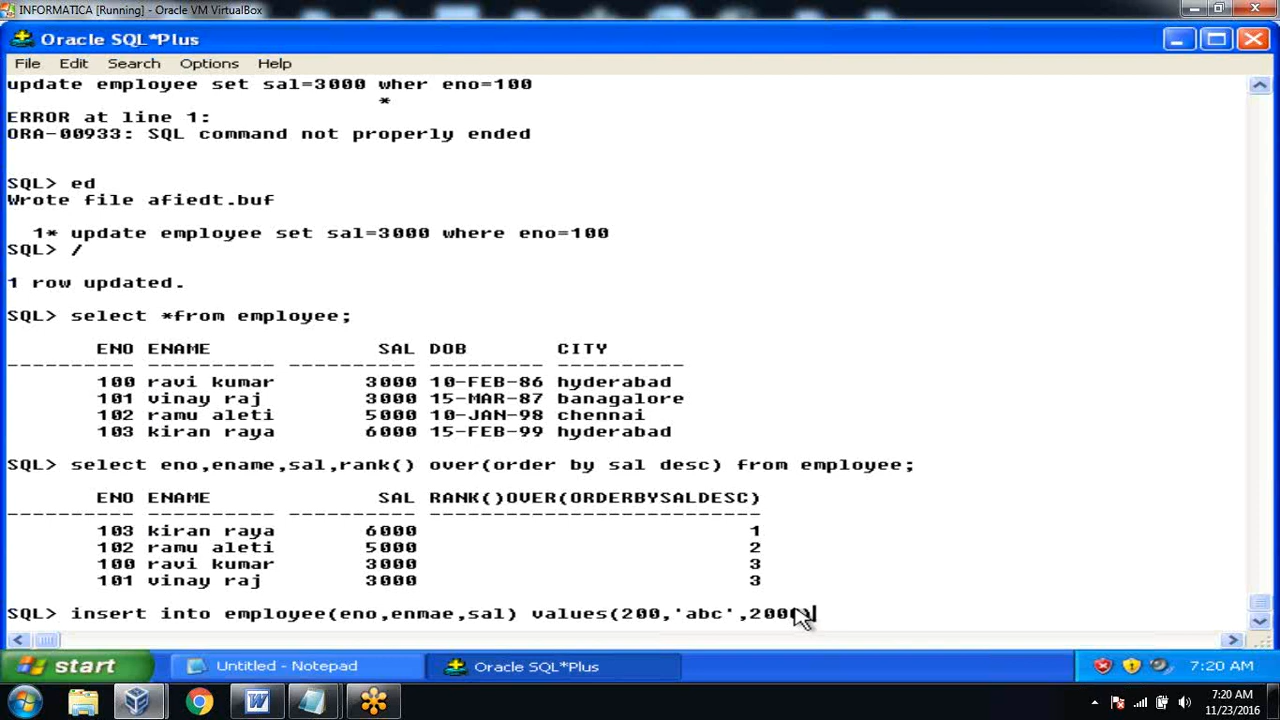 INFORMATICA [Running] - Oracle VM VirtualBox
Oracle SQL*Plus
File Edit Search Options Help
update employee set sal=3000 wher eno=100
*
ERROR at line 1:
ORA-00933: SQL command not properly ended
SQL> ed
Wrote file afiedt.buf
1* update employee set sal=3000 where eno=100
SQL> /
1 row updated.
SQL> select *from employee;
ENO ENAME SAL DOB CITY
---------- ---------- ---------- --------- ----------
100 ravi kumar 3000 10-FEB-86 hyderabad
101 vinay raj 3000 15-MAR-87 banagalore
102 ramu aleti 5000 10-JAN-98 chennai
103 kiran raya 6000 15-FEB-99 hyderabad
SQL> select eno,ename,sal,rank() over(order by sal desc) from employee;
ENO ENAME SAL RANK()OVER(ORDERBYSALDESC)
---------- ---------- ---------- --------------------------
103 kiran raya 6000 1
102 ramu aleti 5000 2
100 ravi kumar 3000 3
101 vinay raj 3000 3
SQL> insert into employee(eno,enmae,sal) values(200,'abc',
start Untitled - Notepad Oracle SQL*Plus 7:20 AM
7:20 AM
11/23/2016